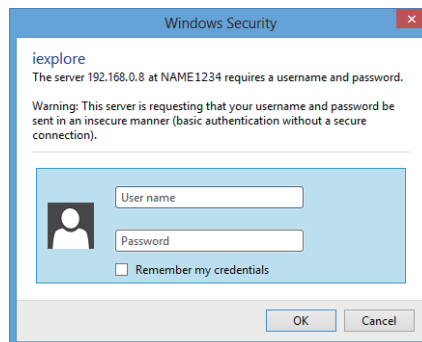 Windows Security
iexplore
The server 192.168.0.8 at NAME1234 requires a username and password.
Warning: This server is requesting that your username and password be
sent in an insecure manner (basic authentication without a secure
connection).
User name
Password
Remember my credentials
OK Cancel